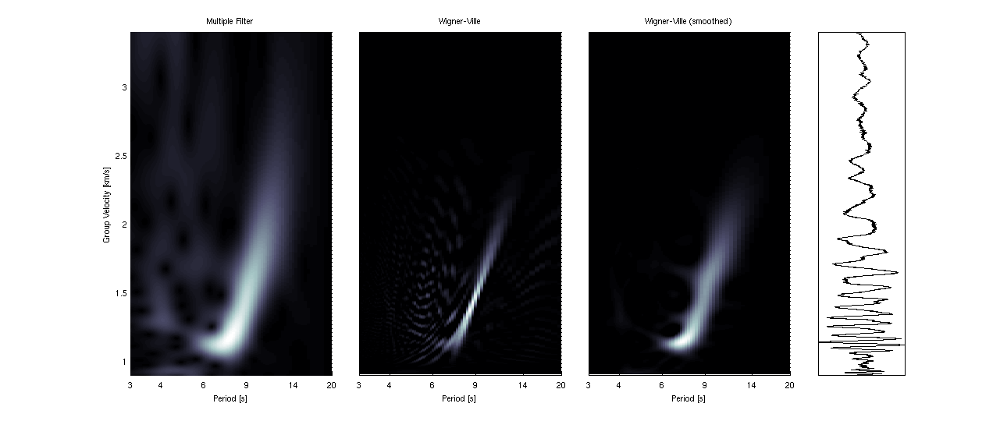 Multiple Filter
Wigner-Ville
Wigner-Ville (smoothed)
Group Velocity [km/s]
3
2.5
2
1.5
1
3 4 6 9 14 20
3 4 6 9 14 20
3 4 6 9 14 20
Period [s]
Period [s]
Period [s]